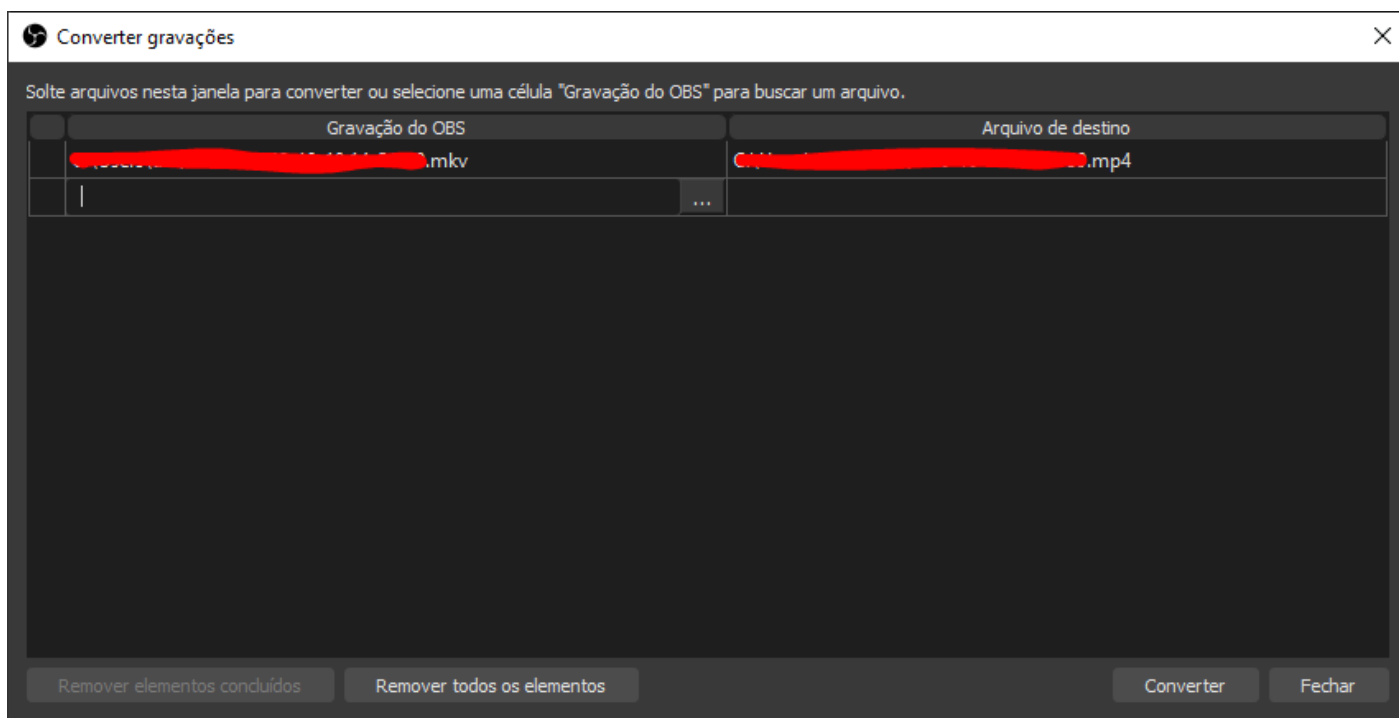 Converter gravações
Solte arquivos nesta janela para converter ou selecione uma célula "Gravação do OBS" para buscar um arquivo.
Gravação do OBS Arquivo de destino
.mkv .mp4
...
Remover elementos concluídos Remover todos os elementos Converter Fechar